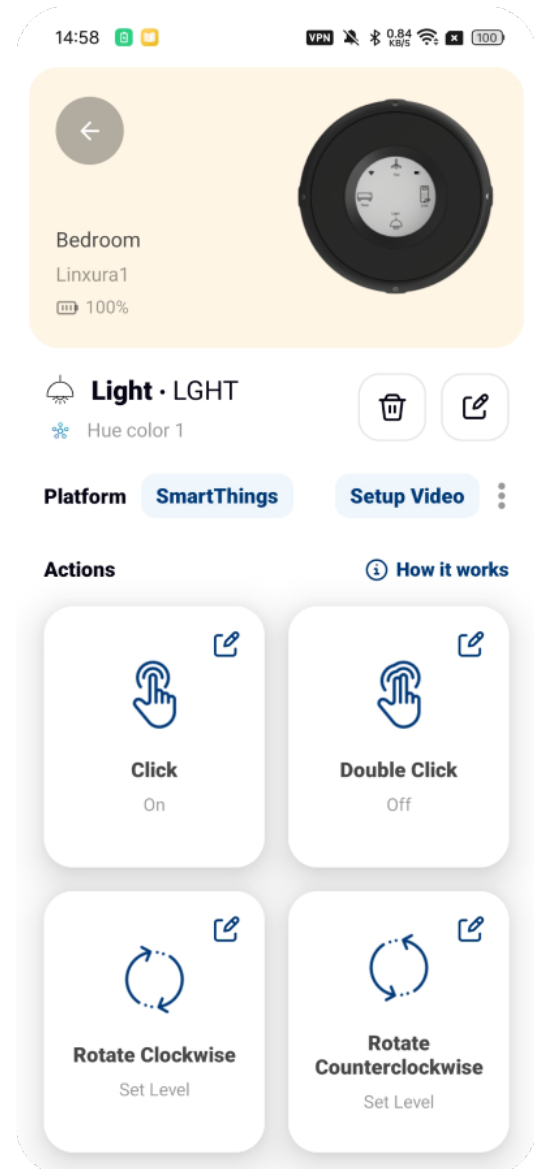 14:58
VPN 0.84 KB/S 100
Bedroom
Linxura1
100%
Light · LGHT
Hue color 1
Platform SmartThings Setup Video
Actions How it works
Click
On
Double Click
Off
Rotate Clockwise
Set Level
Rotate
Counterclockwise
Set Level